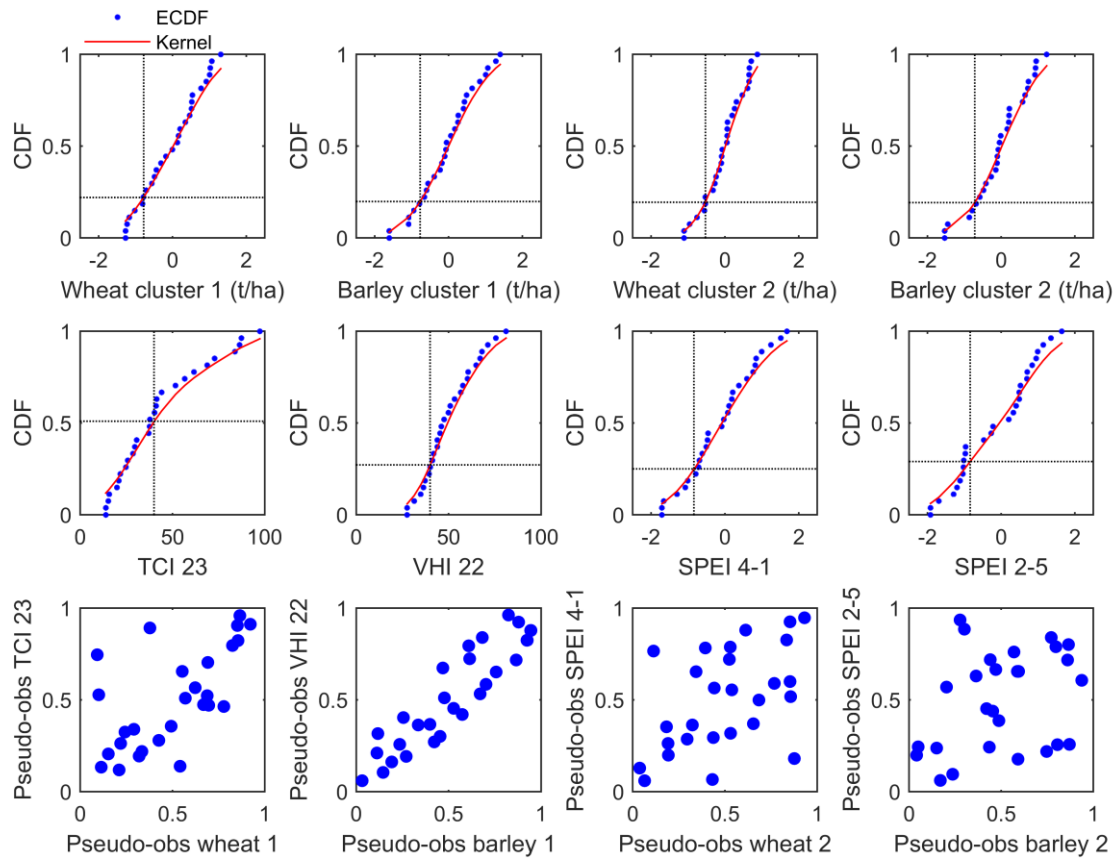 ECDF
Kernel
1
0.5
0
CDF
-2 0 2
Wheat cluster 1 (t/ha)
1
0.5
0
CDF
-2 0 2
Barley cluster 1 (t/ha)
1
0.5
0
CDF
-2 0 2
Wheat cluster 2 (t/ha)
1
0.5
0
CDF
-2 0 2
Barley cluster 2 (t/ha)
1
0.5
0
CDF
0 50 100
TCI 23
1
0.5
0
CDF
0 50 100
VHI 22
1
0.5
0
CDF
-2 0 2
SPEI 4-1
1
0.5
0
CDF
-2 0 2
SPEI 2-5
1
0.5
0
Pseudo-obs TCI 23
0 0.5 1
Pseudo-obs wheat 1
1
0.5
0
Pseudo-obs VHI 22
0 0.5 1
Pseudo-obs barley 1
1
0.5
0
Pseudo-obs SPEI 4-1
0 0.5 1
Pseudo-obs wheat 2
1
0.5
0
Pseudo-obs SPEI 2-5
0 0.5 1
Pseudo-obs barley 2